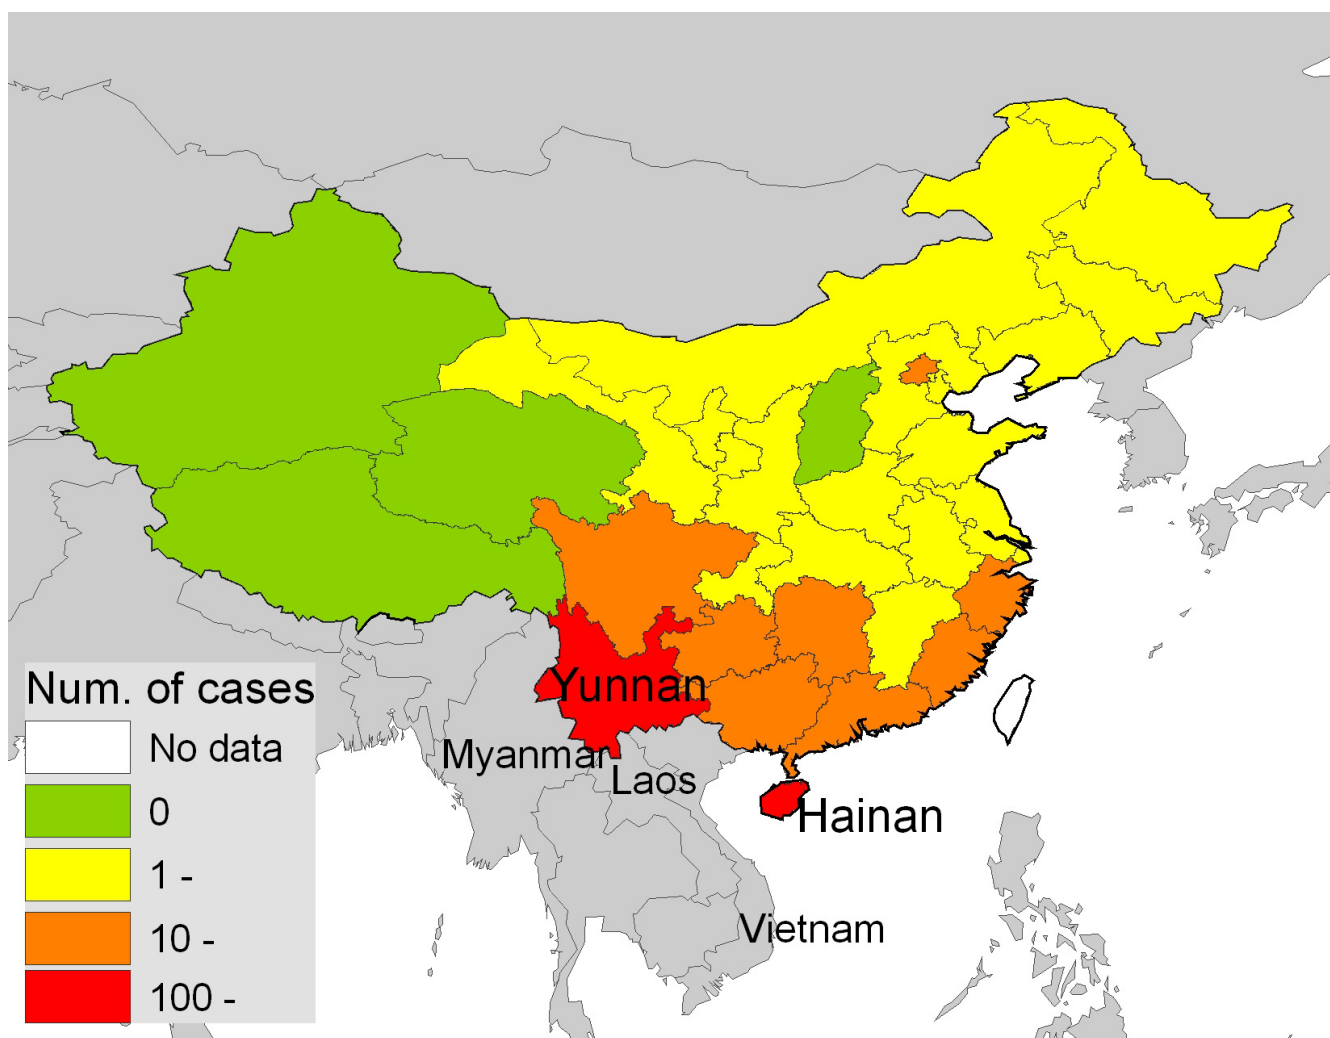 Yunnan
Myanmar
Laos
Hainan
Vietnam
Num. of cases
No data
0
1 -
10 -
100 -